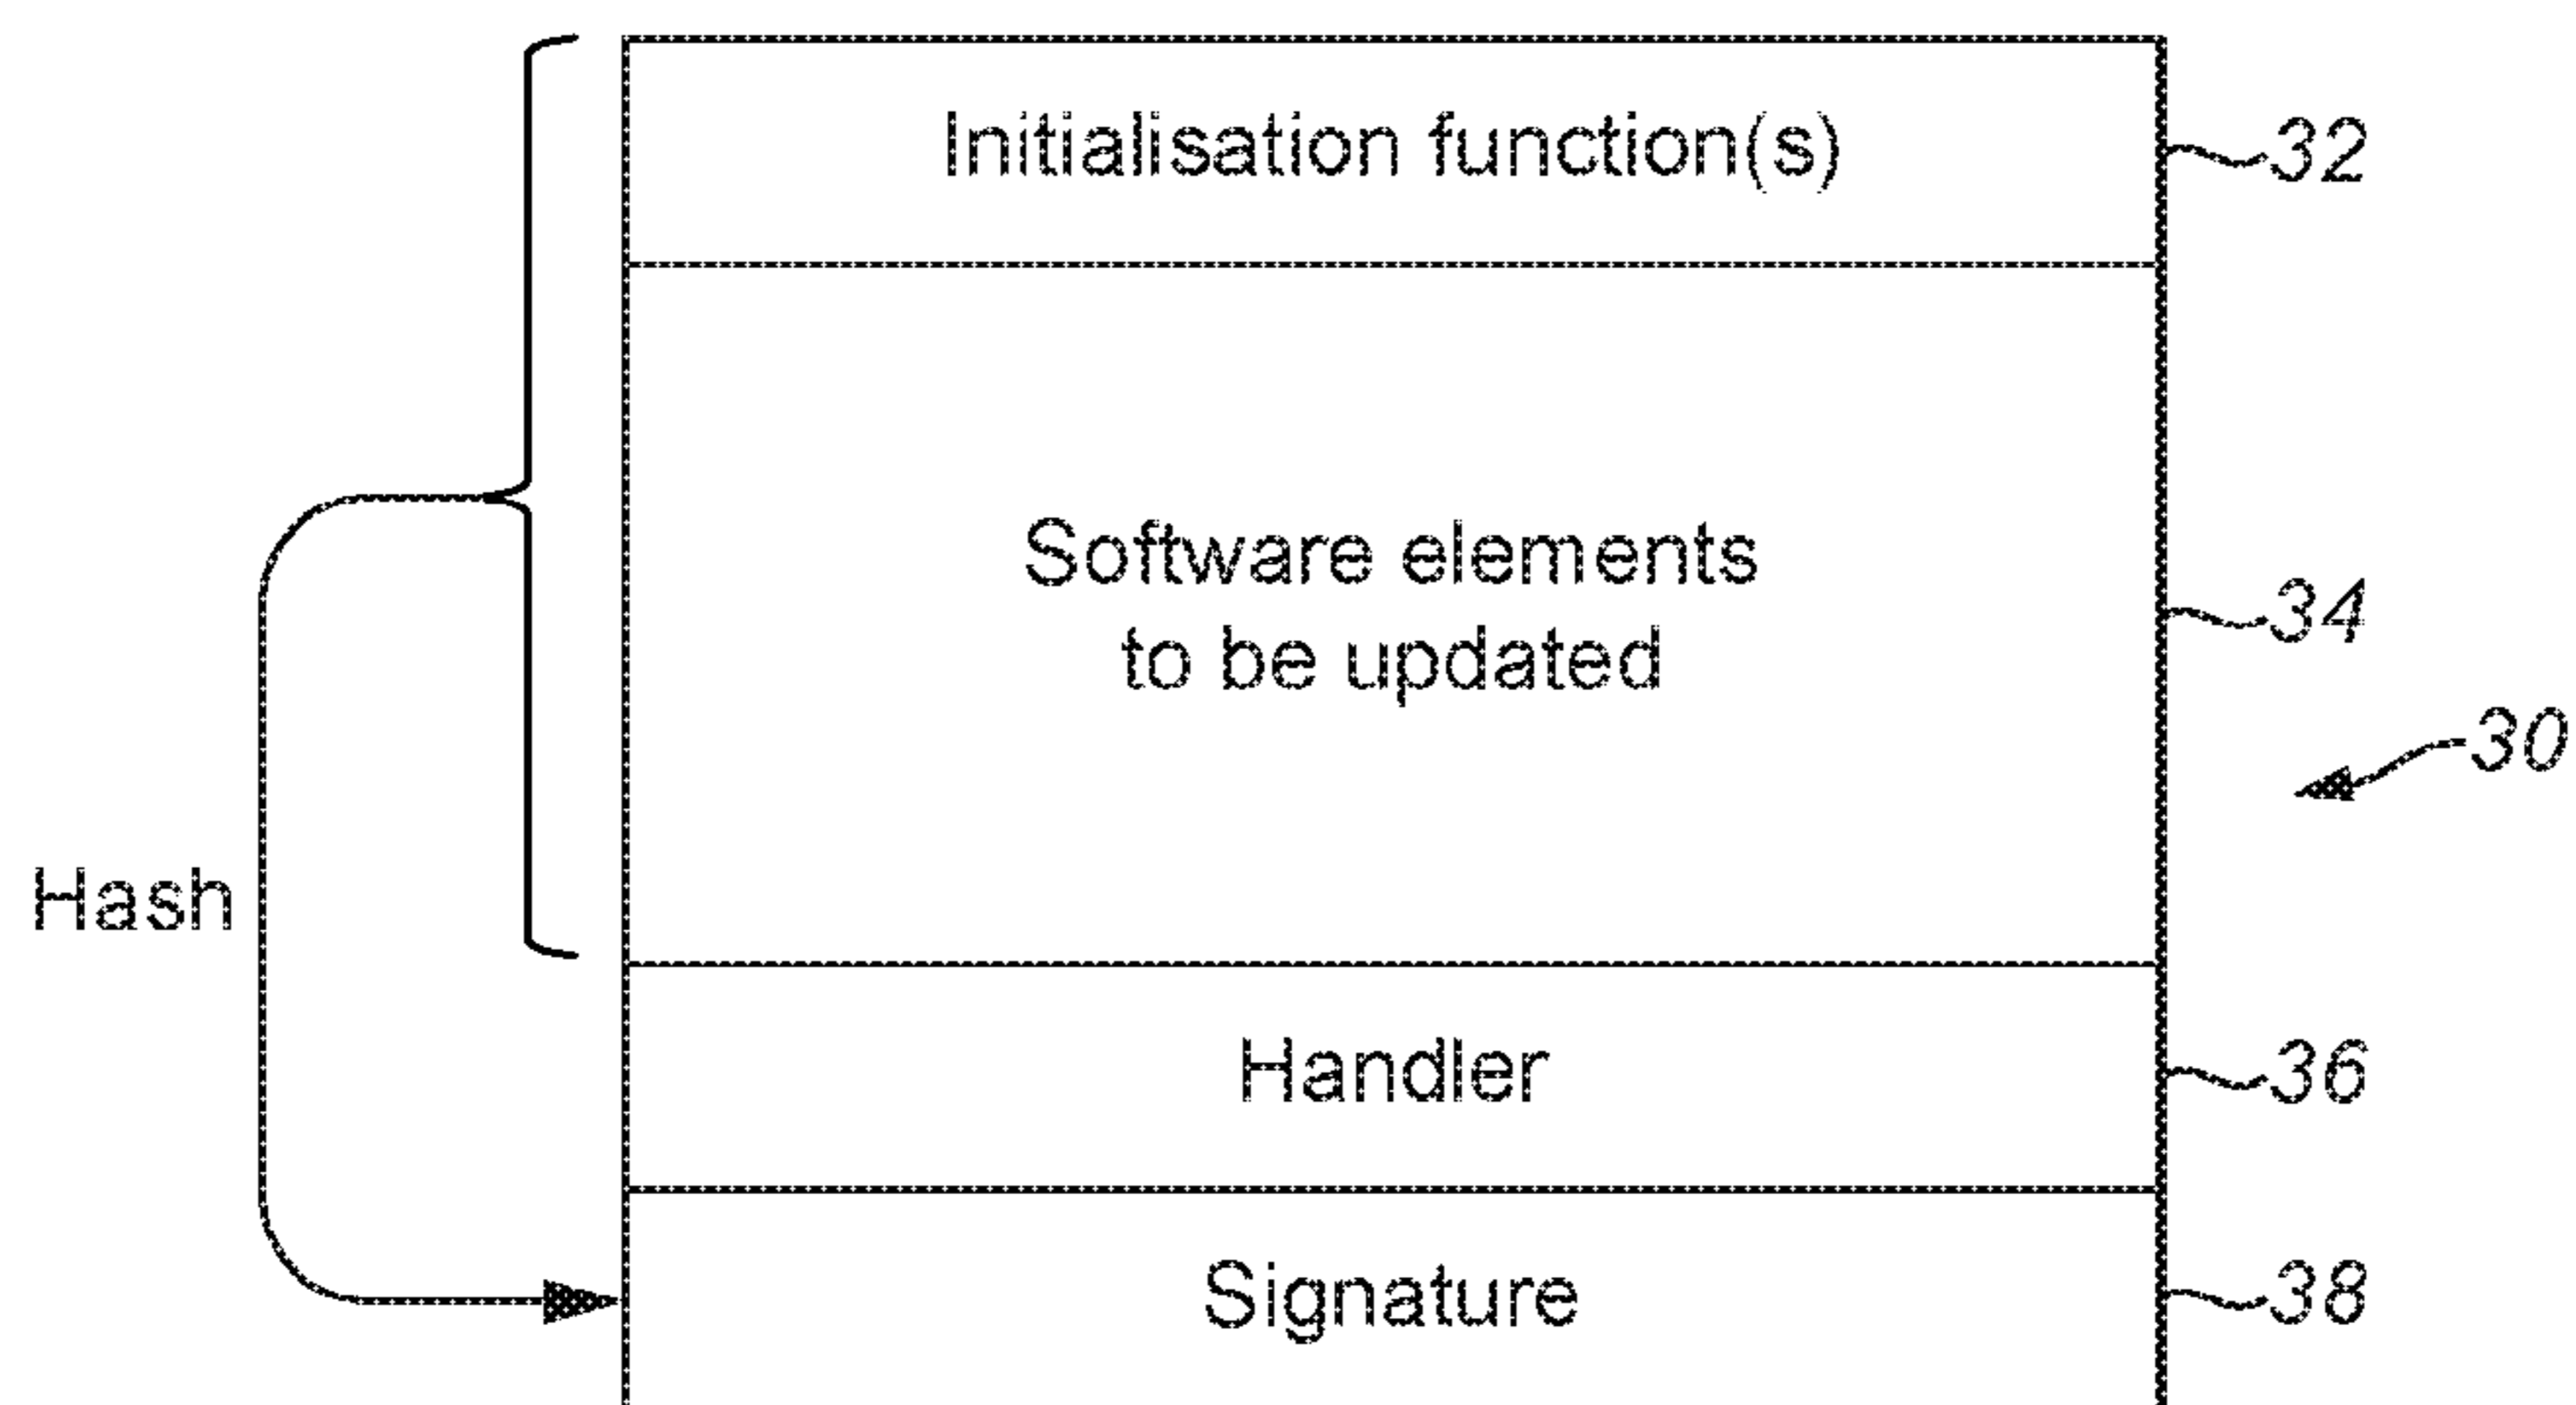 Initialisation function(s)
32
Software elements
to be updated
34
30
Hash
Handler
36
Signature
38